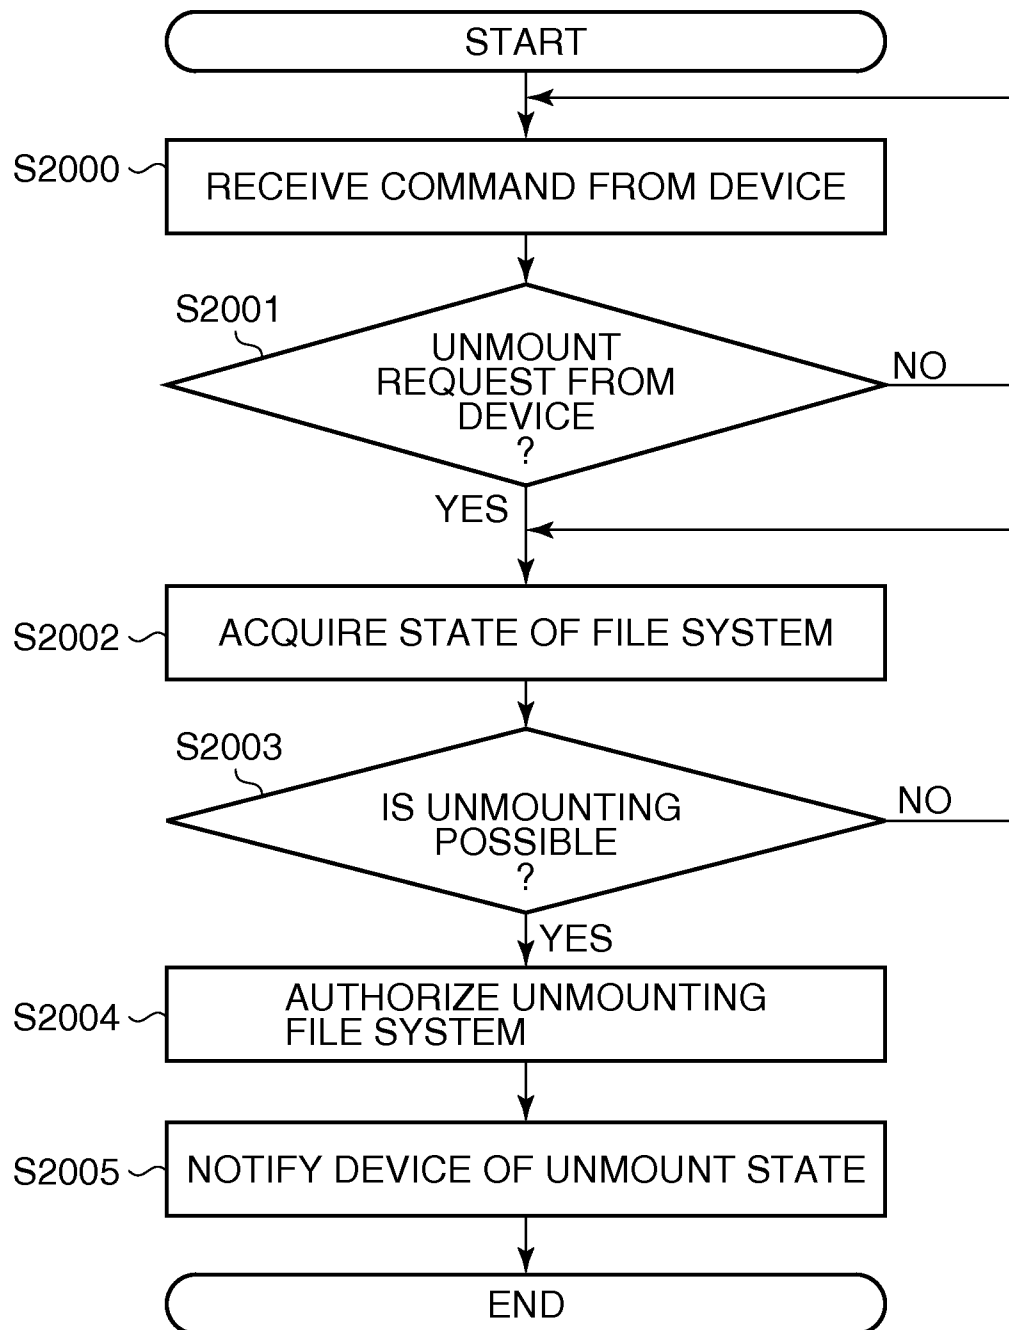 START
S2000
RECEIVE COMMAND FROM DEVICE
S2001
UNMOUNT
REQUEST FROM
DEVICE
?
NO
YES
S2002
ACQUIRE STATE OF FILE SYSTEM
S2003
IS UNMOUNTING
POSSIBLE
?
NO
YES
S2004
AUTHORIZE UNMOUNTING
FILE SYSTEM
S2005
NOTIFY DEVICE OF UNMOUNT STATE
END